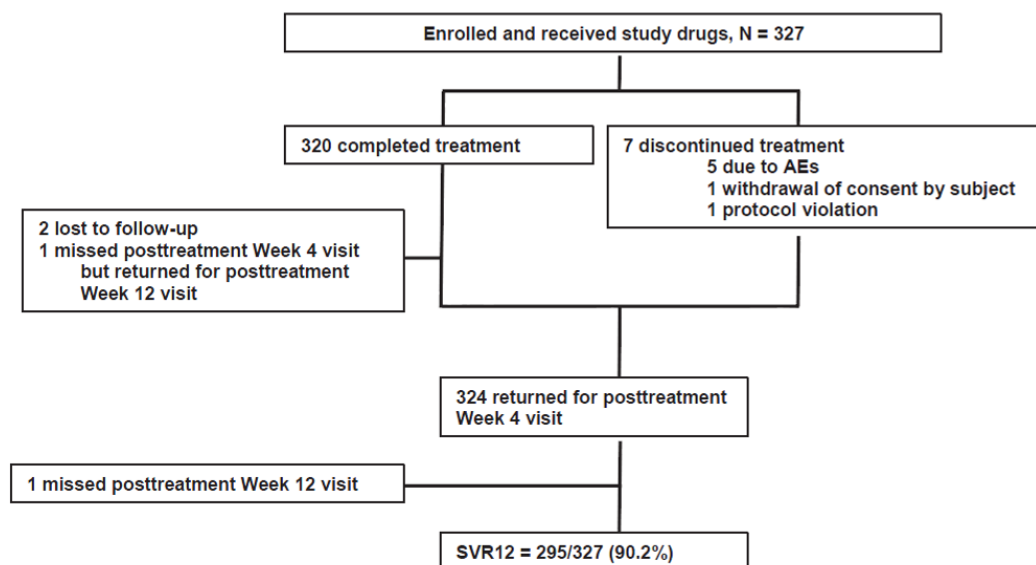 Enrolled and received study drugs, N = 327
320 completed treatment
7 discontinued treatment
5 due to AEs
1 withdrawal of consent by subject
1 protocol violation
2 lost to follow-up
1 missed posttreatment Week 4 visit
but returned for posttreatment
Week 12 visit
324 returned for posttreatment
Week 4 visit
1 missed posttreatment Week 12 visit
SVR12 = 295/327 (90.2%)